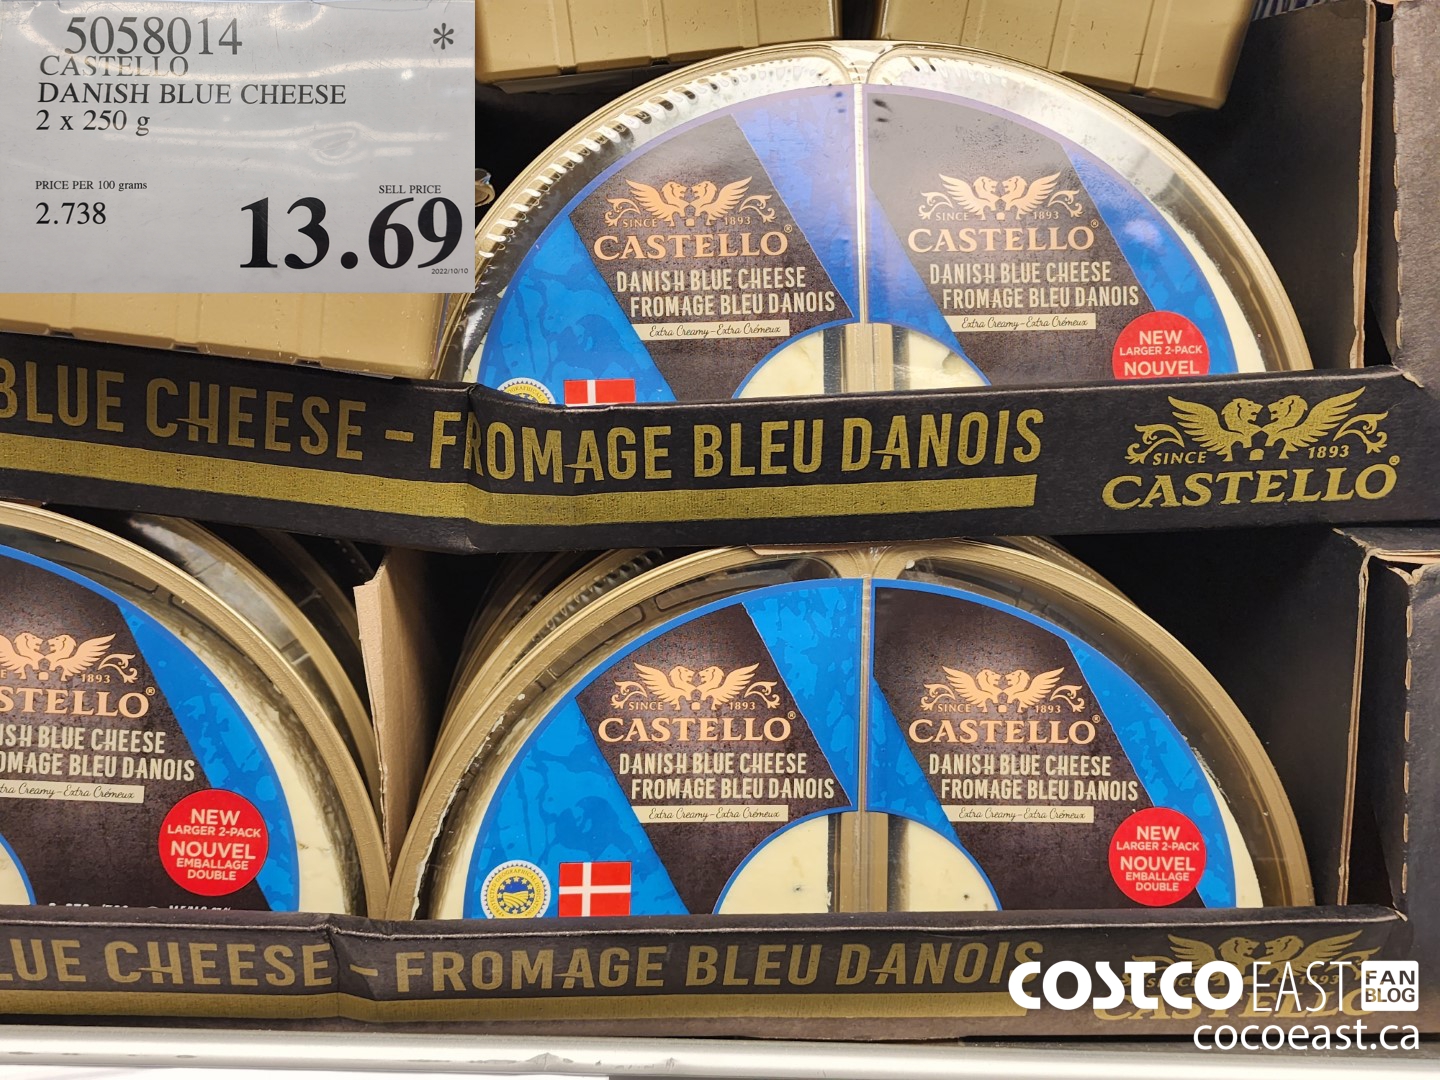 5058014 *
CASTELLO
DANISH BLUE CHEESE
2 x 250 g
PRICE PER 100 grams
2.738
SELL PRICE
13.69
2022/10/10
SINCE 1893
CASTELLO®
DANISH BLUE CHEESE
FROMAGE BLEU DANOIS
Extra Creamy - Extra Crémeux
SINCE 1893
CASTELLO®
DANISH BLUE CHEESE
FROMAGE BLEU DANOIS
Extra Creamy - Extra Crémeux
NEW
LARGER 2-PACK
NOUVEL
BLUE CHEESE - FROMAGE BLEU DANOIS
SINCE 1893
CASTELLO®
1893
STELLO®
ISH BLUE CHEESE
OMAGE BLEU DANOIS
tra Creamy - Extra Crémeux
NEW
LARGER 2-PACK
NOUVEL
EMBALLAGE
DOUBLE
SINCE 1893
CASTELLO®
DANISH BLUE CHEESE
FROMAGE BLEU DANOIS
Extra Creamy - Extra Crémeux
SINCE 1893
CASTELLO®
DANISH BLUE CHEESE
FROMAGE BLEU DANOIS
Extra Creamy - Extra Crémeux
NEW
LARGER 2-PACK
NOUVEL
EMBALLAGE
DOUBLE
LUE CHEESE - FROMAGE BLEU DANOIS
SINCE 1893
CASTELLO
COSTCO EAST FAN BLOG
cocoeast.ca